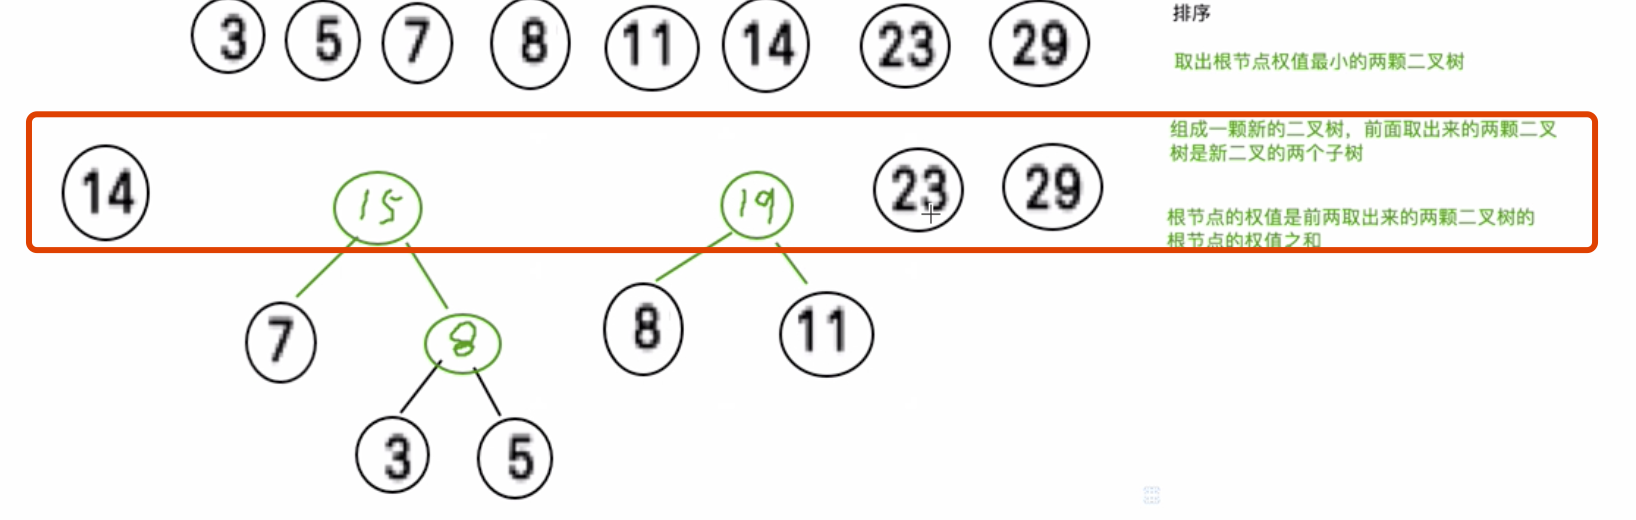 3 5 7 8 11 14 23 29
排序
取出根节点权值最小的两颗二叉树
组成一颗新的二叉树，前面取出来的两颗二叉
树是新二叉的两个子树
14 15 19 23 29
根节点的权值是前两取出来的两颗二叉树的
根节点的权值之和
7 8 8 11
3 5